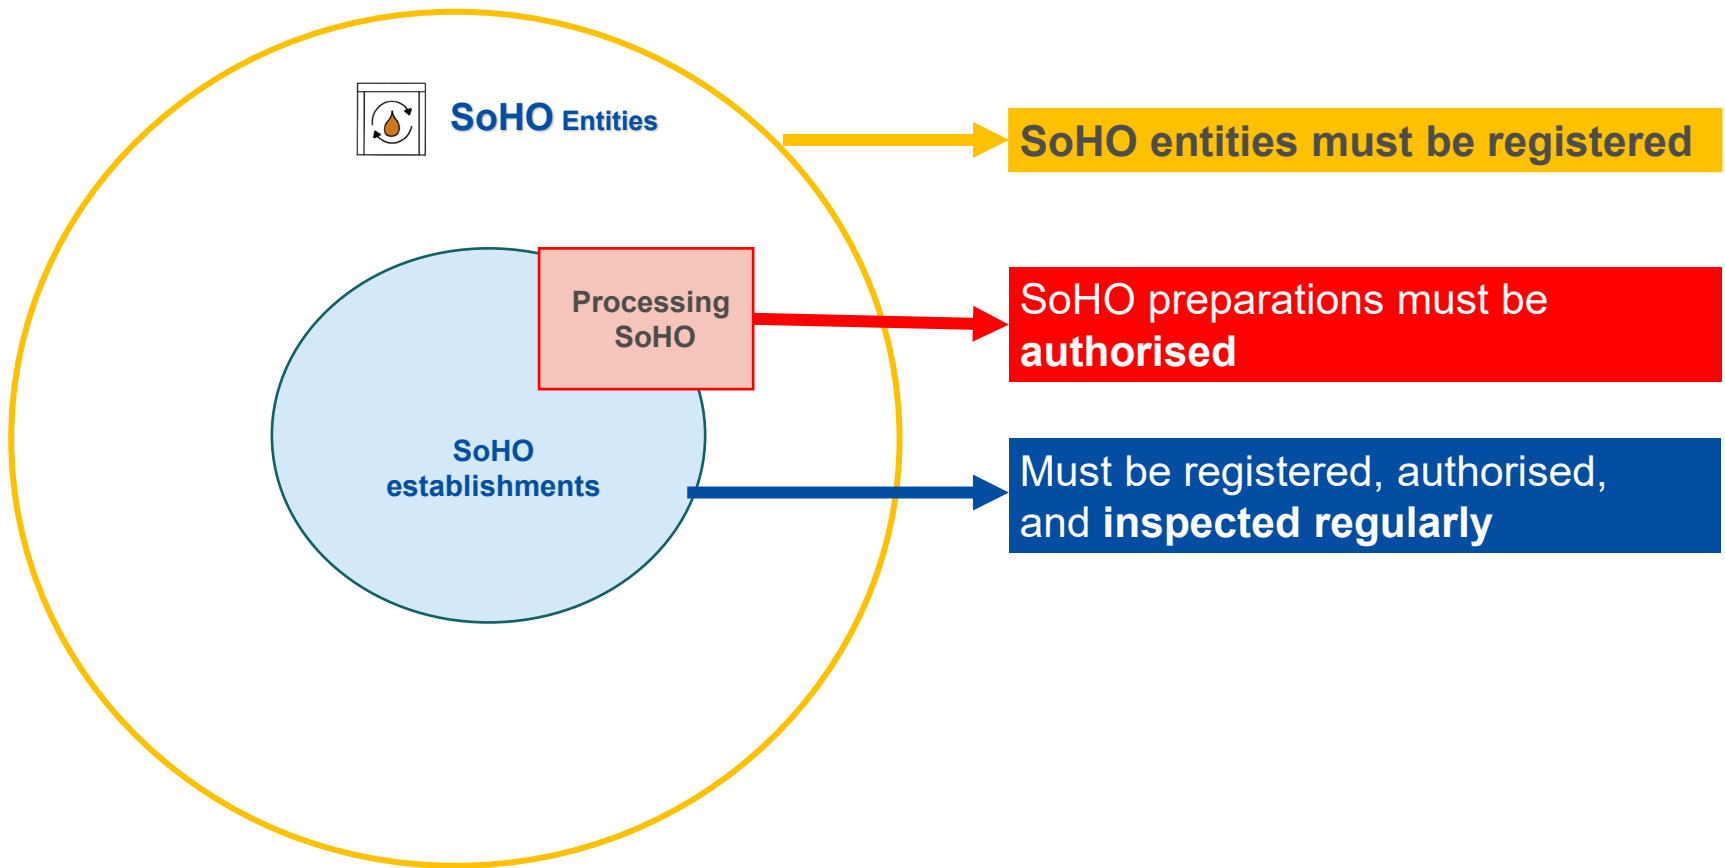 SoHO Entities
SoHO entities must be registered
Processing
SoHO
SoHO preparations must be
authorised
SoHO
establishments
Must be registered, authorised,
and inspected regularly